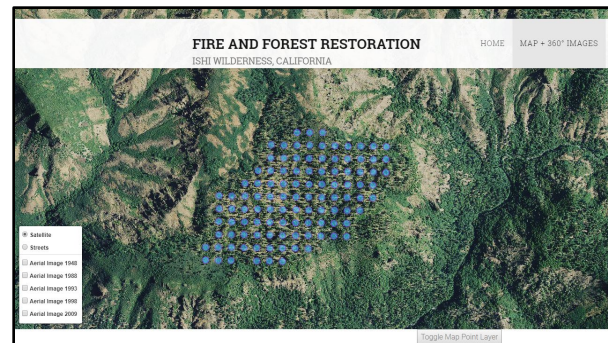 FIRE AND FOREST RESTORATION
ISHI WILDERNESS, CALIFORNIA
HOME
MAP + 360° IMAGES
Satellite
Streets
Aerial Image 1948
Aerial Image 1988
Aerial Image 1993
Aerial Image 1998
Aerial Image 2009
Toggle Map Point Layer